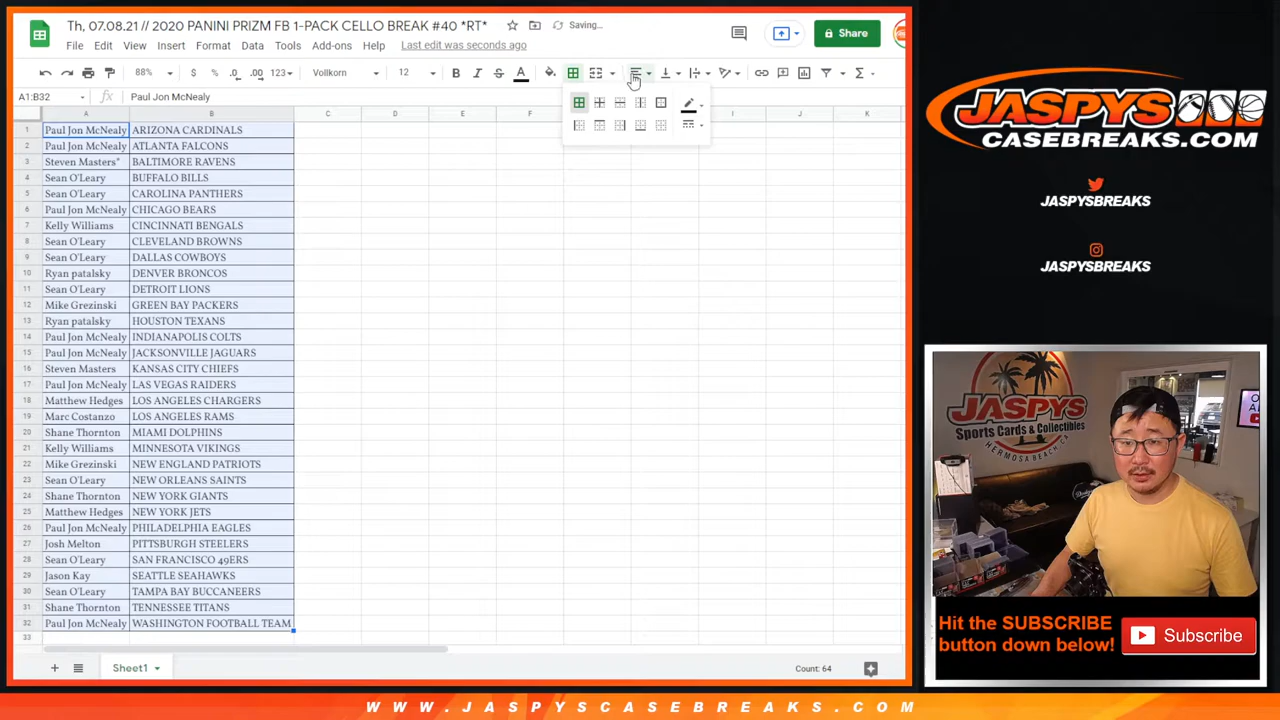 Th, 07.08.21 // 2020 PANINI PRIZM FB 1-PACK CELLO BREAK #40 *RT*
Saving...
File Edit View Insert Format Data Tools Add-ons Help Last edit was seconds ago
Share
88% $ % .0 .00 123 Vollkorn 12 B I S A
A1:B32 fx Paul Jon McNealy
A B C D E F G H I J K
1 Paul Jon McNealy ARIZONA CARDINALS
2 Paul Jon McNealy ATLANTA FALCONS
3 Steven Masters* BALTIMORE RAVENS
4 Sean O'Leary BUFFALO BILLS
5 Sean O'Leary CAROLINA PANTHERS
6 Paul Jon McNealy CHICAGO BEARS
7 Kelly Williams CINCINNATI BENGALS
8 Sean O'Leary CLEVELAND BROWNS
9 Sean O'Leary DALLAS COWBOYS
10 Ryan patalsky DENVER BRONCOS
11 Sean O'Leary DETROIT LIONS
12 Mike Grezinski GREEN BAY PACKERS
13 Ryan patalsky HOUSTON TEXANS
14 Paul Jon McNealy INDIANAPOLIS COLTS
15 Paul Jon McNealy JACKSONVILLE JAGUARS
16 Steven Masters KANSAS CITY CHIEFS
17 Paul Jon McNealy LAS VEGAS RAIDERS
18 Matthew Hedges LOS ANGELES CHARGERS
19 Marc Costanzo LOS ANGELES RAMS
20 Shane Thornton MIAMI DOLPHINS
21 Kelly Williams MINNESOTA VIKINGS
22 Mike Grezinski NEW ENGLAND PATRIOTS
23 Sean O'Leary NEW ORLEANS SAINTS
24 Shane Thornton NEW YORK GIANTS
25 Matthew Hedges NEW YORK JETS
26 Paul Jon McNealy PHILADELPHIA EAGLES
27 Josh Melton PITTSBURGH STEELERS
28 Sean O'Leary SAN FRANCISCO 49ERS
29 Jason Kay SEATTLE SEAHAWKS
30 Sean O'Leary TAMPA BAY BUCCANEERS
31 Shane Thornton TENNESSEE TITANS
32 Paul Jon McNealy WASHINGTON FOOTBALL TEAM
33
Sheet1
Count: 64
JASPYS
CASEBREAKS.COM
JASPYSBREAKS
JASPYSBREAKS
JASPYS
Sports Cards & Collectibles
HERMOSA BEACH, CA
Hit the SUBSCRIBE
button down below!
Subscribe
WWW.JASPYSCASEBREAKS.COM